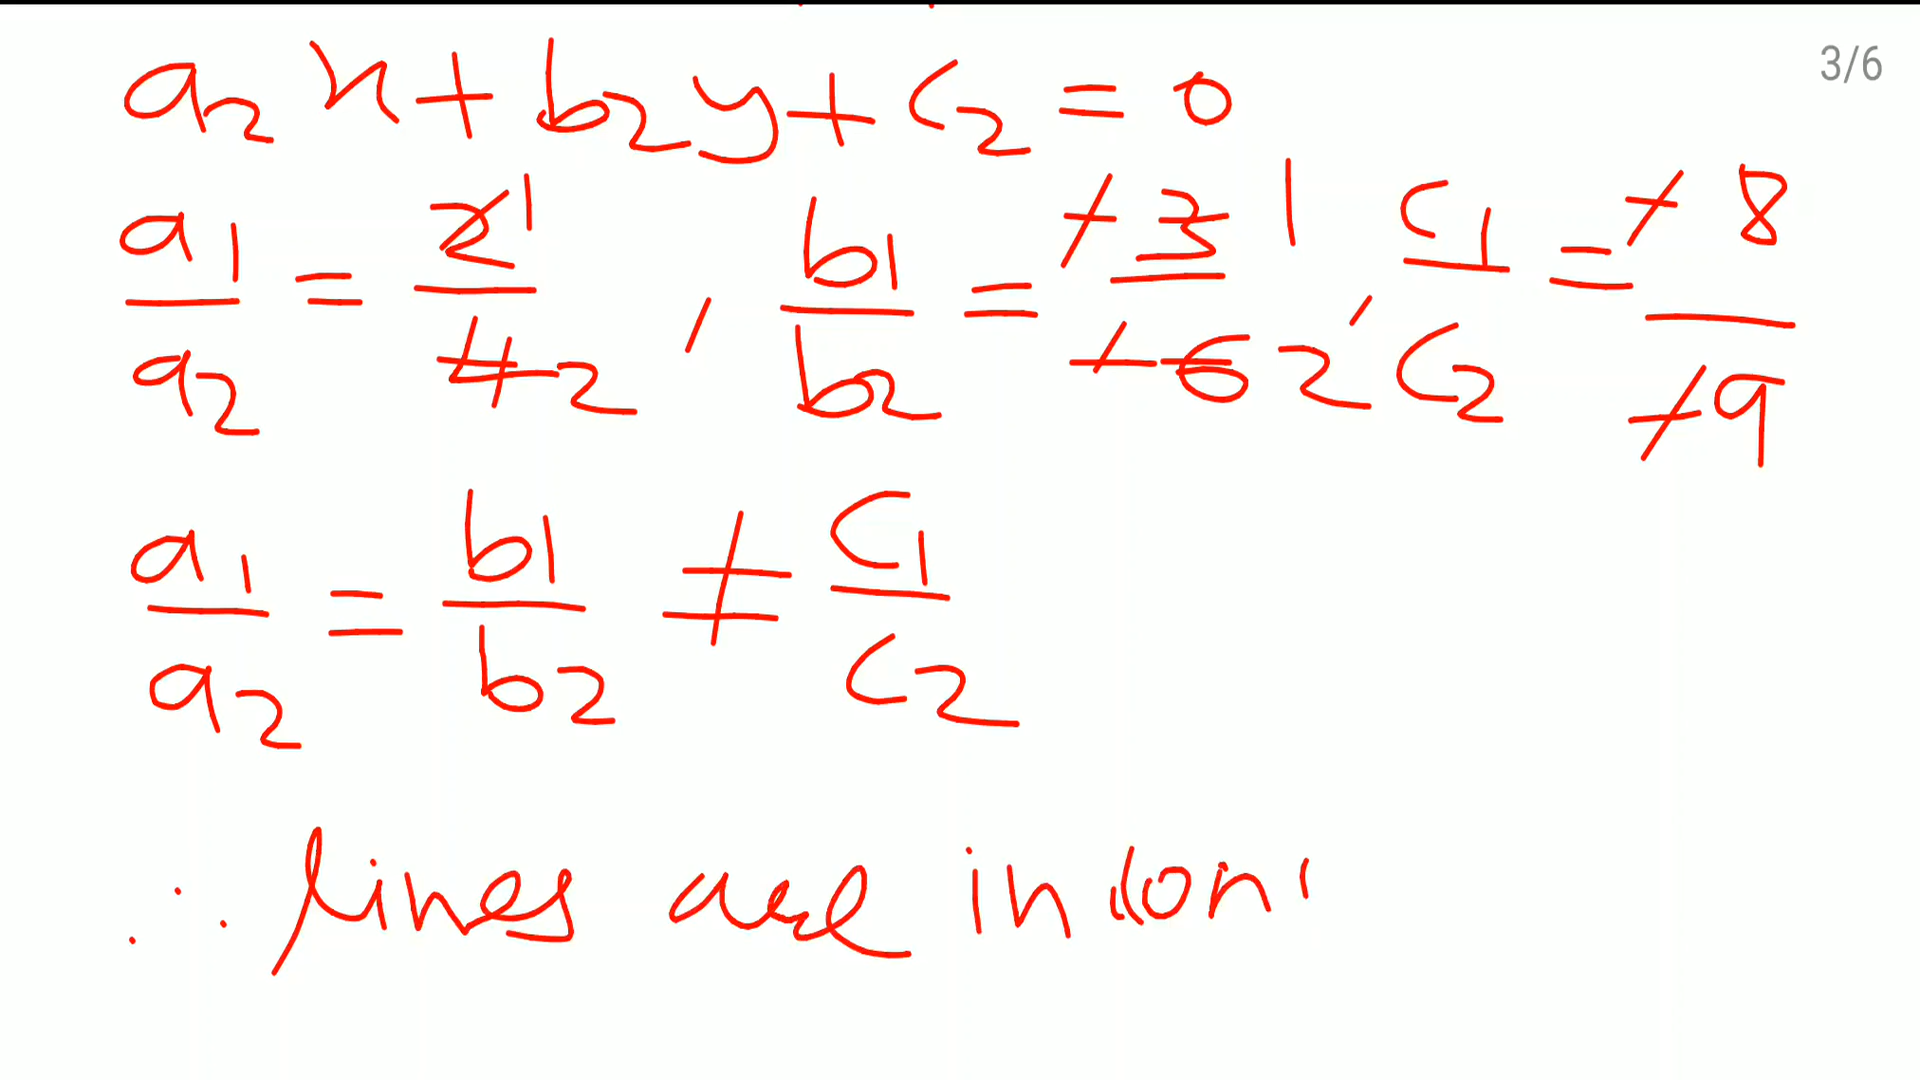 3/6
a₂x + b₂y + c₂ = 0
a₁/a₂ = 2̸ 1/4̸ 2 , b₁/b₂ = ≠3̸ 1/≠6̸ 2 , c₁/c₂ = ≠8/≠9
a₁/a₂ = b₁/b₂ ≠ c₁/c₂
∴ lines are incon